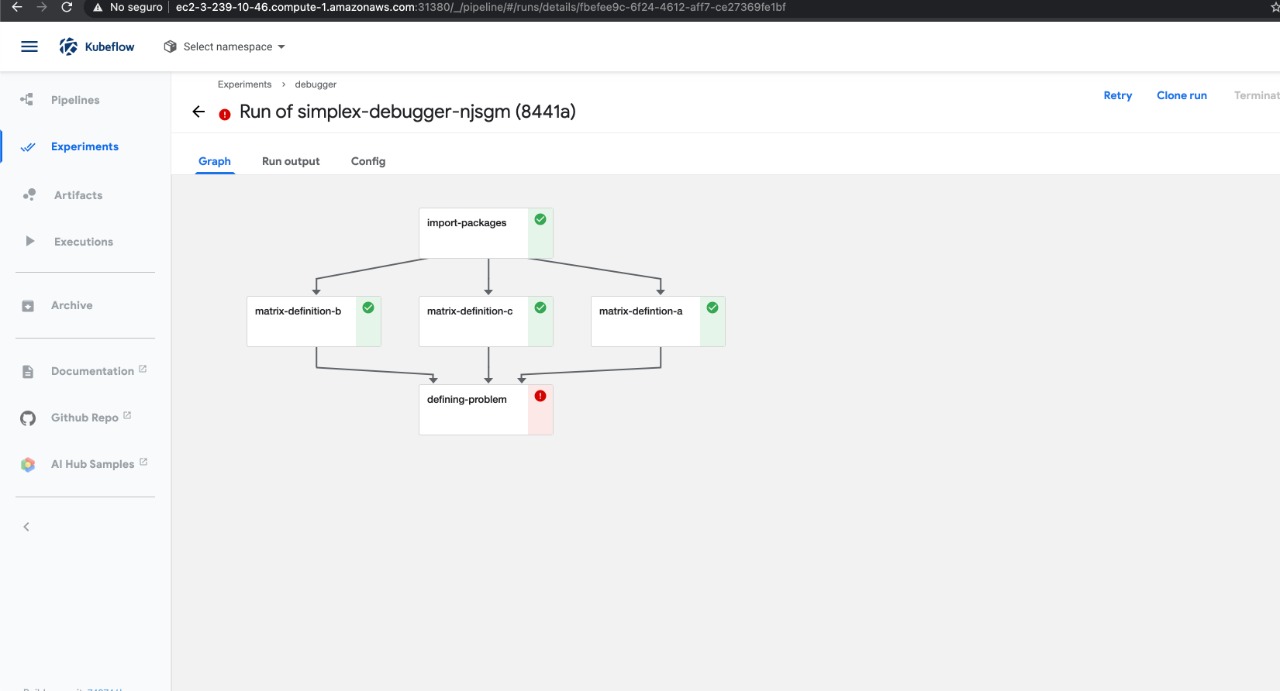 No seguro
ec2-3-239-10-46.compute-1.amazonaws.com:31380/_/pipeline/#/runs/details/fbefee9c-6f24-4612-aff7-ce27369fe1bf
Kubeflow
Select namespace
Pipelines
Experiments
Artifacts
Executions
Archive
Documentation
Github Repo
AI Hub Samples
Experiments › debugger
Run of simplex-debugger-njsgm (8441a)
Retry
Clone run
Terminat
Graph
Run output
Config
import-packages
matrix-definition-b
matrix-definition-c
matrix-defintion-a
defining-problem